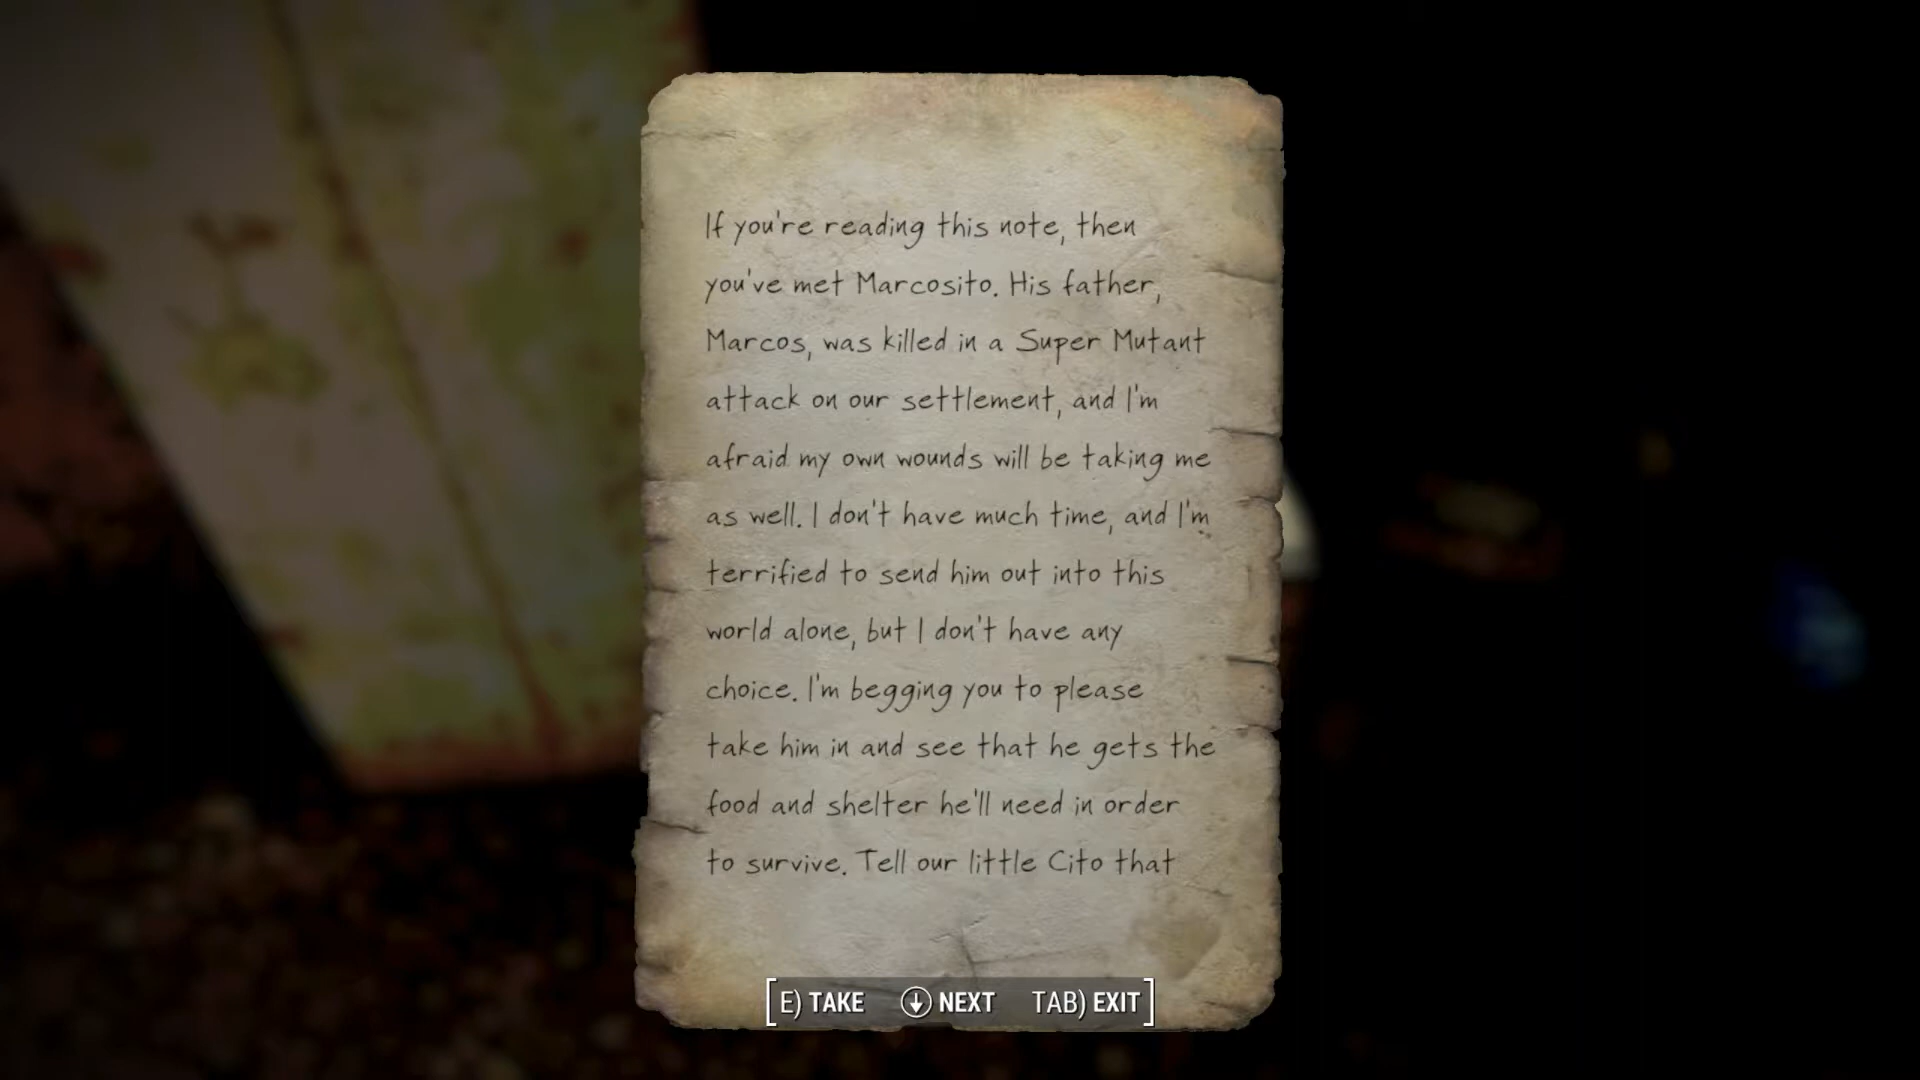 If you're reading this note, then
you've met Marcosito. His father,
Marcos, was killed in a Super Mutant
attack on our settlement, and I'm
afraid my own wounds will be taking me
as well. I don't have much time, and I'm
terrified to send him out into this
world alone, but I don't have any
choice. I'm begging you to please
take him in and see that he gets the
food and shelter he'll need in order
to survive. Tell our little Cito that
E) TAKE NEXT TAB) EXIT